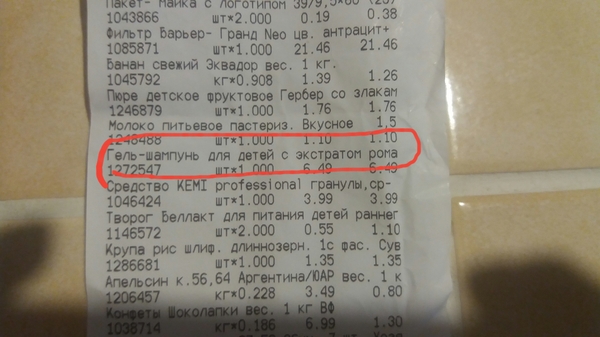 Пакет- майка с логотипом 39/9,5*60 (20)
1043866 шт*2.000 0.19 0.38
Фильтр Барьер- Гранд Neo цв. антрацит+
1085871 шт*1.000 21.46 21.46
Банан свежий Эквадор вес. 1 кг.
1045792 кг*0.908 1.39 1.26
Пюре детское фруктовое Гербер со злакам
1246879 шт*1.000 1.76 1.76
Молоко питьевое пастериз. Вкусное 1.5
1248488 шт*1.000 1.10 1.10
Гель-шампунь для детей с экстратом рома
1272547 шт*1.000 6.49 6.49
Средство KEMI professional гранулы,ср-
1046424 шт*1.000 3.99 3.99
Творог Беллакт для питания детей раннег
1146572 шт*2.000 0.55 1.10
Крупа рис шлиф. длиннозерн. 1с фас. Сув
1286681 шт*1.000 1.35 1.35
Апельсин к.56,64 Аргентина/ЮАР вес. 1 к
1206457 кг*0.228 3.49 0.80
Конфеты Шоколапки вес. 1 кг Вф
1038714 кг*0.186 6.99 1.30